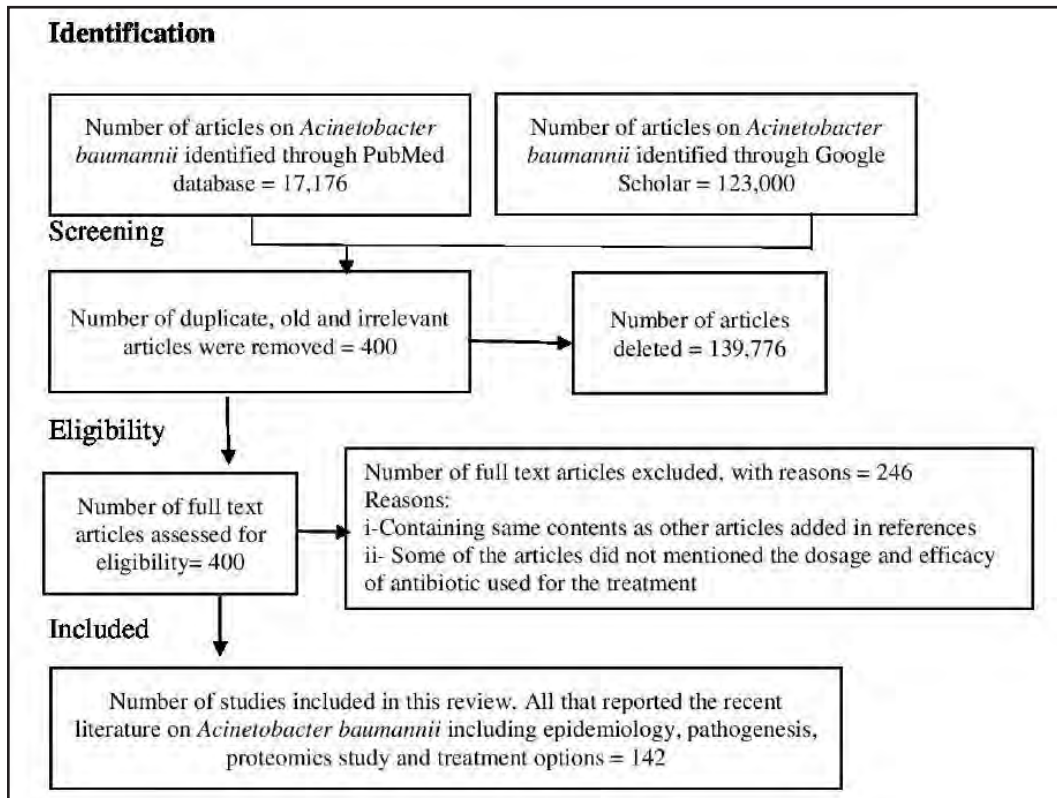 Identification
Number of articles on Acinetobacter
baumannii identified through PubMed
database = 17,176
Number of articles on Acinetobacter
baumannii identified through Google
Scholar = 123,000
Screening
Number of duplicate, old and irrelevant
articles were removed = 400
Number of articles
deleted = 139,776
Eligibility
Number of full text
articles assessed for
eligibility= 400
Number of full text articles excluded, with reasons = 246
Reasons:
i-Containing same contents as other articles added in references
ii- Some of the articles did not mentioned the dosage and efficacy
of antibiotic used for the treatment
Included
Number of studies included in this review. All that reported the recent
literature on Acinetobacter baumannii including epidemiology, pathogenesis,
proteomics study and treatment options = 142